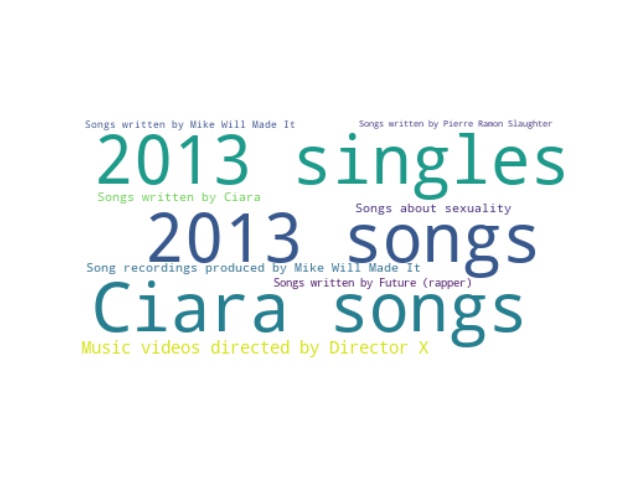 Songs written by Mike Will Made It
Songs written by Pierre Ramon Slaughter
2013 singles
Songs written by Ciara
Songs about sexuality
2013 songs
Song recordings produced by Mike Will Made It
Songs written by Future (rapper)
Ciara songs
Music videos directed by Director X